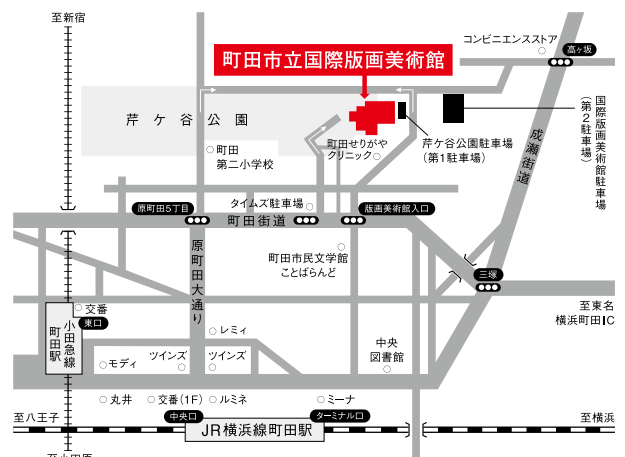 至新宿
コンビニエンスストア
高ヶ坂
町田市立国際版画美術館
芹ケ谷公園
国際版画美術館駐車場
(第2駐車場)
芹ケ谷公園駐車場
(第1駐車場)
町田せりがや
クリニック
町田
第二小学校
成瀬街道
タイムズ駐車場
原町田5丁目
町田街道
版画美術館入口
原町田大通り
町田市民文学館
ことばらんど
三塚
至東名
横浜町田IC
交番
東口
小田急線
町田駅
レミィ
モディ
ツインズ
ツインズ
中央
図書館
丸井
交番(1F)
ルミネ
ミーナ
至八王子
中央口
ターミナル口
至横浜
JR横浜線町田駅
至小田原